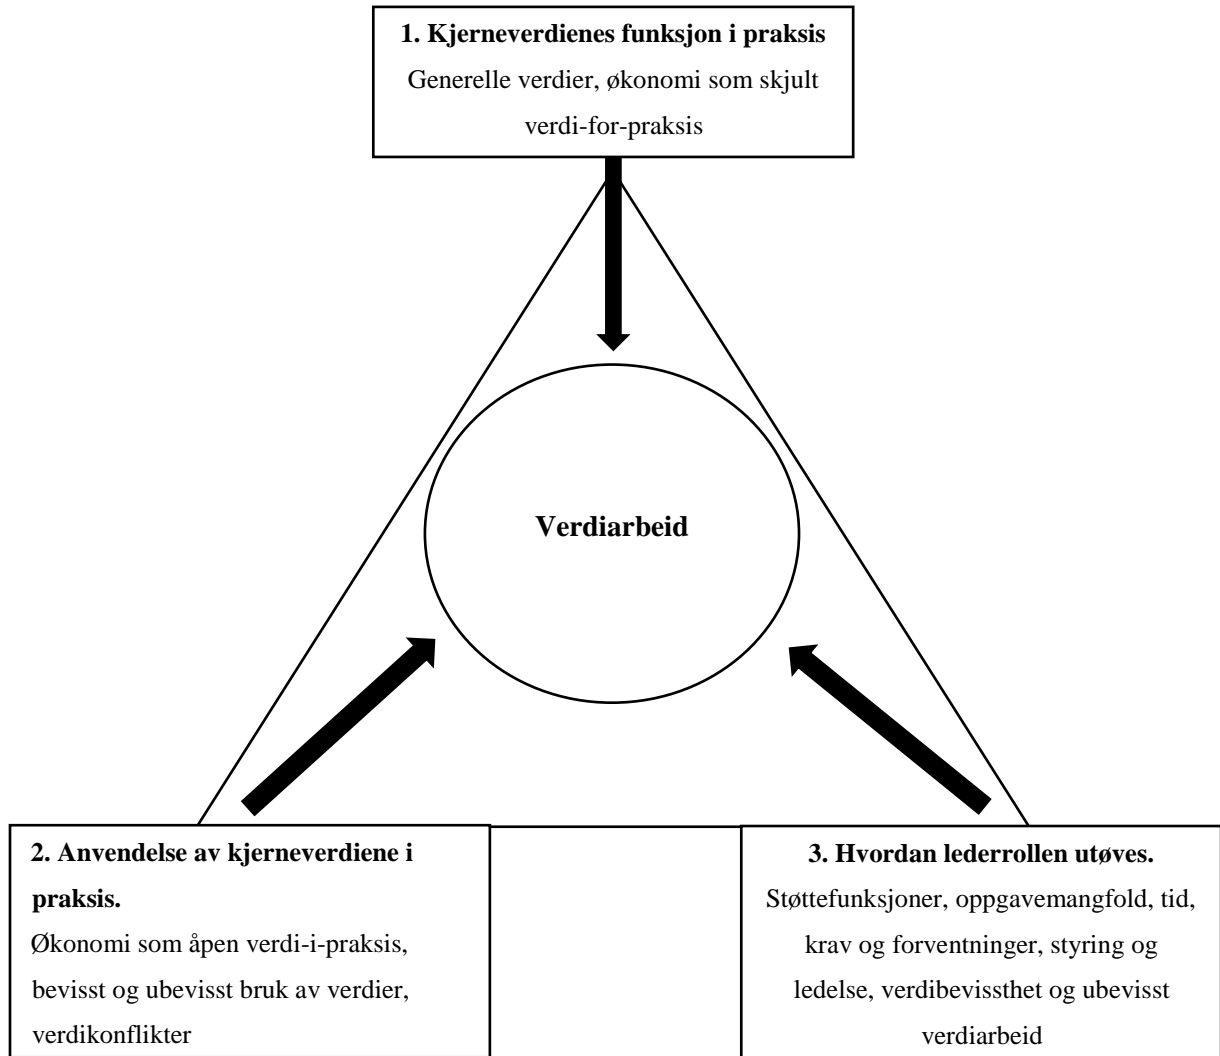 1. Kjerneverdienes funksjon i praksis
Generelle verdier, økonomi som skjult
verdi-for-praksis
Verdiarbeid
2. Anvendelse av kjerneverdiene i
praksis.
Økonomi som åpen verdi-i-praksis,
bevisst og ubevisst bruk av verdier,
verdikonflikter
3. Hvordan lederrollen utøves.
Støttefunksjoner, oppgavemangfold, tid,
krav og forventninger, styring og
ledelse, verdibevissthet og ubevisst
verdiarbeid